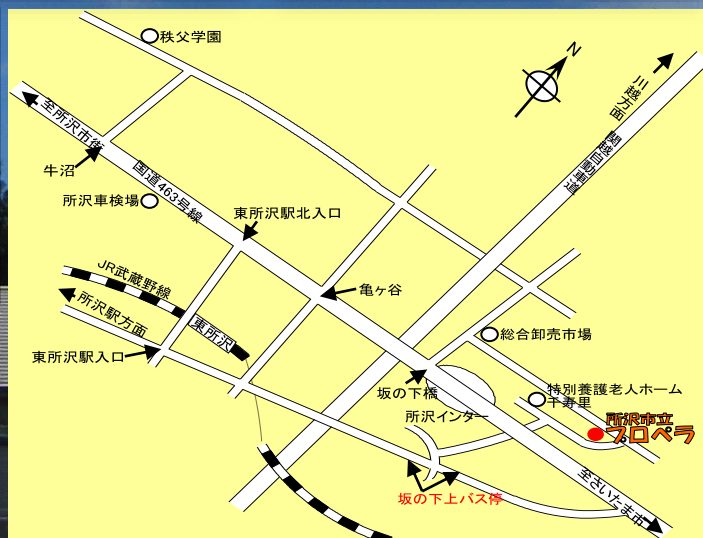 秩父学園
N
川越方面
関越自動車道
至所沢市街
牛沼
国道463号線
所沢車検場
東所沢駅北入口
JR武蔵野線
亀ヶ谷
所沢駅方面
東所沢
東所沢駅入口
総合卸売市場
坂の下橋
特別養護老人ホーム
干寿里
所沢インター
所沢市立
プロペラ
至さいたま市
坂の下上バス停